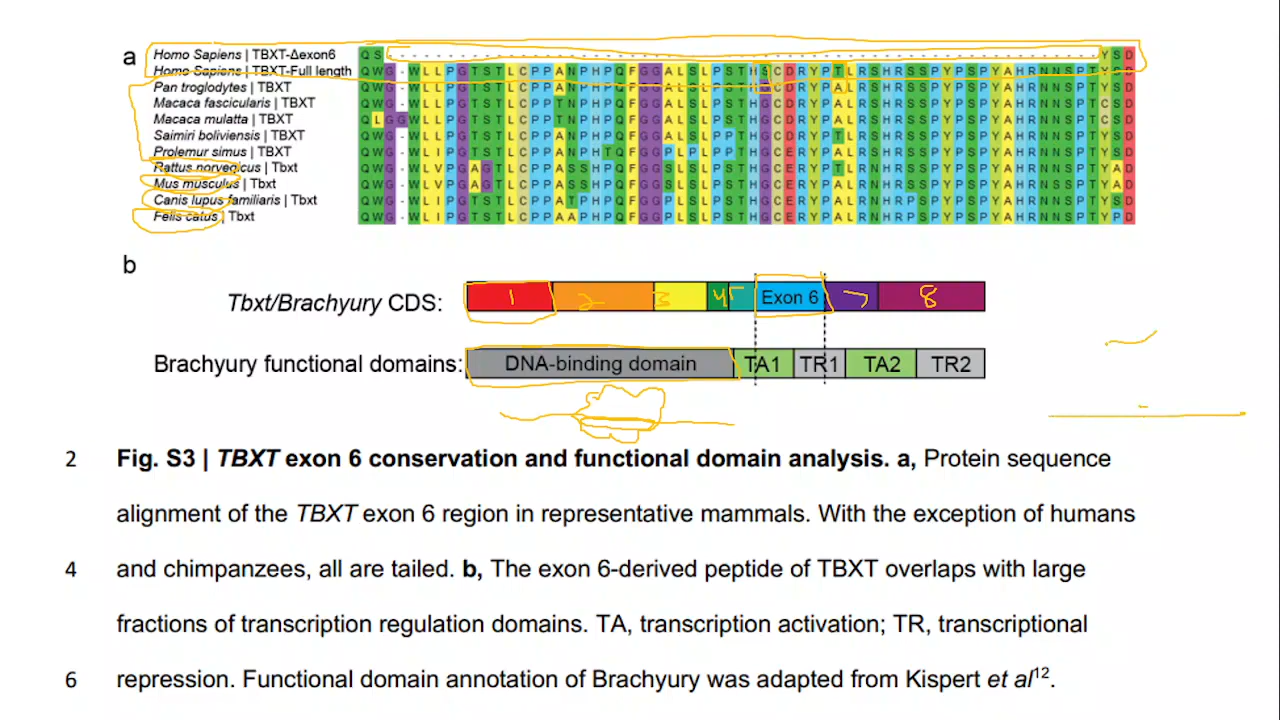 a
Homo Sapiens | TBXT-Δexon6 Q S - - - - - - - - - - - - - - - - - - - - - - - - - - - - - - - - - - - - - - - - - - - - - - - - - - - - - - - - - - - Y S D
Homo Sapiens | TBXT-Full length Q W G - W L L P G T S T L C P P A N P H P Q F G G A L S L P S T H S C D R Y P T L R S H R S S P Y P S P Y A H R N N S P T Y S D
Pan troglodytes | TBXT Q W G - W L L P G T S T L C P P A N P H P Q F G G A L S L P S T H G C D R Y P A L R S H R S S P Y P S P Y A H R N N S P T Y S D
Macaca fascicularis | TBXT Q W G - W L L P G T S T L C P P T N P H P Q F G G A L S L P S T H G C D R Y P A L R S H R S S P Y P S P Y A H R N N S P T C S D
Macaca mulatta | TBXT Q L G G W L L P G T S T L C P P T N P H P Q F G G A L S L P S T H G C D R Y P A L R S H R S S P Y P S P Y A H R N N S P T C S D
Saimiri boliviensis | TBXT Q W G - W L L P G T S T L C P P A N P H P Q F G G A L S L P P T H G C D R Y P T L R S H R S S P Y P S P Y A H R N N S P T Y S D
Prolemur simus | TBXT Q W G - W L I P G T S T L C P P A N P H T Q F G G P L P L P P T H G C E R Y P A L R S H R S S P Y P S P Y A H R N N S P T Y S D
Rattus norvegicus | Tbxt Q W G - W L V P G A G T L C P P A S S H P Q F G G S L S L P S T H G C E R Y P T L R N H R S S P Y P S P Y A H R N N S P T Y A D
Mus musculus | Tbxt Q W G - W L V P G A G T L C P P A S S H P Q F G G S L S L P S T H G C E R Y P A L R N H R S S P Y P S P Y A H R N N S P T Y A D
Canis lupus familiaris | Tbxt Q W G - W L I P G T S T L C P P A T P H P Q F G G P L S L P S T H G C E R Y P A L R N H R P S P Y P S P Y A H R N N S P T Y S D
Felis catus | Tbxt Q W G - W L I P G T S T L C P P A A P H P Q F G G P L S L P S T H G C E R Y P A L R N H R P S P Y P S P Y A H R N N S P T Y P D
b
Tbxt/Brachyury CDS: 1 2 3 4 5 Exon 6 7 8
Brachyury functional domains: DNA-binding domain TA1 TR1 TA2 TR2
2 Fig. S3 | TBXT exon 6 conservation and functional domain analysis. a, Protein sequence
alignment of the TBXT exon 6 region in representative mammals. With the exception of humans
4 and chimpanzees, all are tailed. b, The exon 6-derived peptide of TBXT overlaps with large
fractions of transcription regulation domains. TA, transcription activation; TR, transcriptional
6 repression. Functional domain annotation of Brachyury was adapted from Kispert et al12.